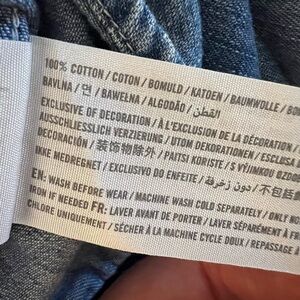 100% COTTON / COTON / BOMULD / KATOEN / BAUMWOLLE / BO
BAVLNA / 면 / BAWEŁNA / ALGODÃO / القطن /
EXCLUSIVE OF DECORATION / À L'EXCLUSION DE LA DÉCORATION /
AUSSCHLIESSLICH VERZIERUNG / UTOM DEKORATIONEN / ESCLUSA
DECORACIÓN / 装饰物除外 / PAITSI KORISTE / S VÝJIMKOU OZDOB
IKKE MEDREGNET / EXCLUSIVO DO ENFEITE / دون زخرفة / 不包括
EN: WASH BEFORE WEAR / MACHINE WASH COLD SEPARATELY / ONLY NO
IRON IF NEEDED FR: LAVER AVANT DE PORTER / LAVER SÉPARÉMENT À FR
CHLORE UNIQUEMENT / SÉCHER À LA MACHINE CYCLE DOUX / REPASSAGE À